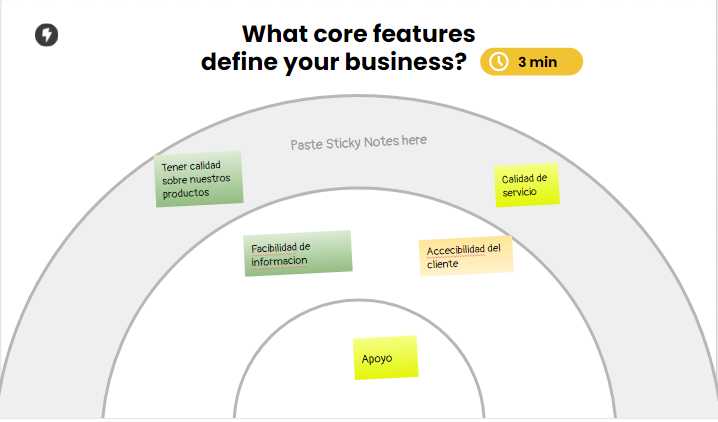 What core features
define your business?
3 min
Paste Sticky Notes here
Tener calidad
sobre nuestros
productos
Calidad de
servicio
Facibilidad de
informacion
Accecibilidad del
cliente
Apoyo